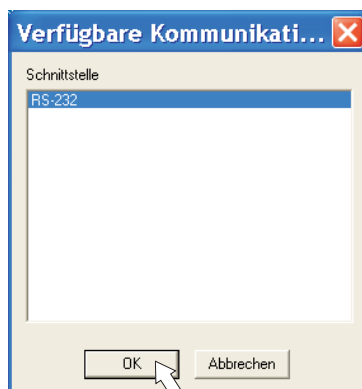 Verfügbare Kommunikati...
Schnittstelle
RS-232
OK
Abbrechen